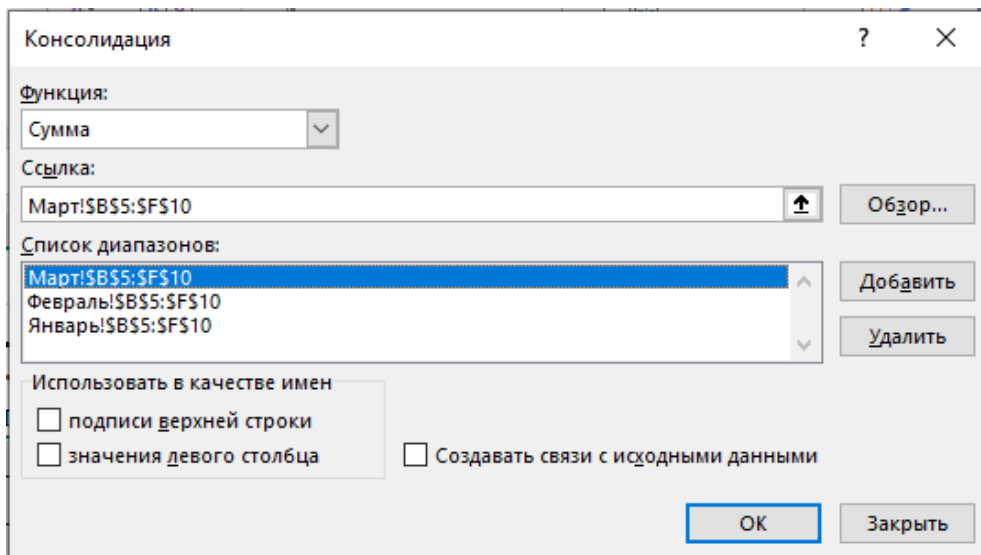 Консолидация
Функция:
Сумма
Ссылка:
Март!$B$5:$F$10
Обзор...
Список диапазонов:
Март!$B$5:$F$10
Февраль!$B$5:$F$10
Январь!$B$5:$F$10
Добавить
Удалить
Использовать в качестве имен
подписи верхней строки
значения левого столбца
Создавать связи с исходными данными
OK
Закрыть